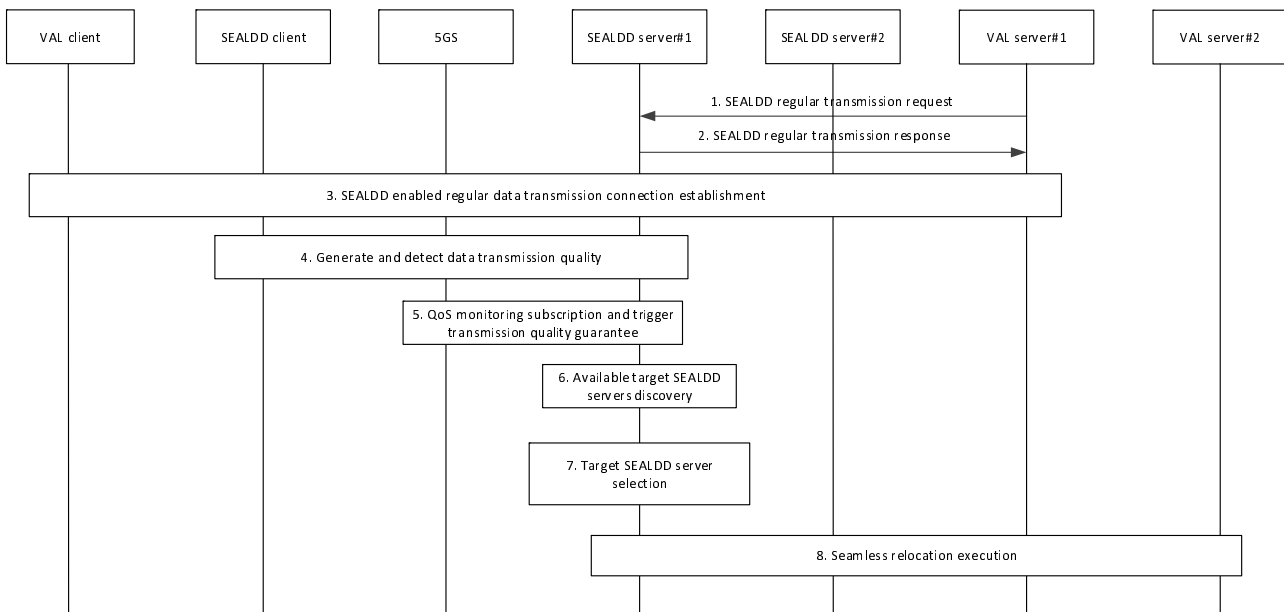 VAL client
SEALDD client
5GS
SEALDD server#1
SEALDD server#2
VAL server#1
VAL server#2
1. SEALDD regular transmission request
2. SEALDD regular transmission response
3. SEALDD enabled regular data transmission connection establishment
4. Generate and detect data transmission quality
5. QoS monitoring subscription and trigger
transmission quality guarantee
6. Available target SEALDD
servers discovery
7. Target SEALDD server
selection
8. Seamless relocation execution